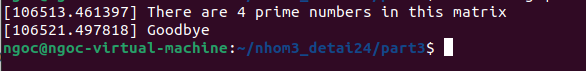 [106513.461397] There are 4 prime numbers in this matrix
[106521.497818] Goodbye
ngoc@ngoc-virtual-machine:~/nhom3_detai24/part3$